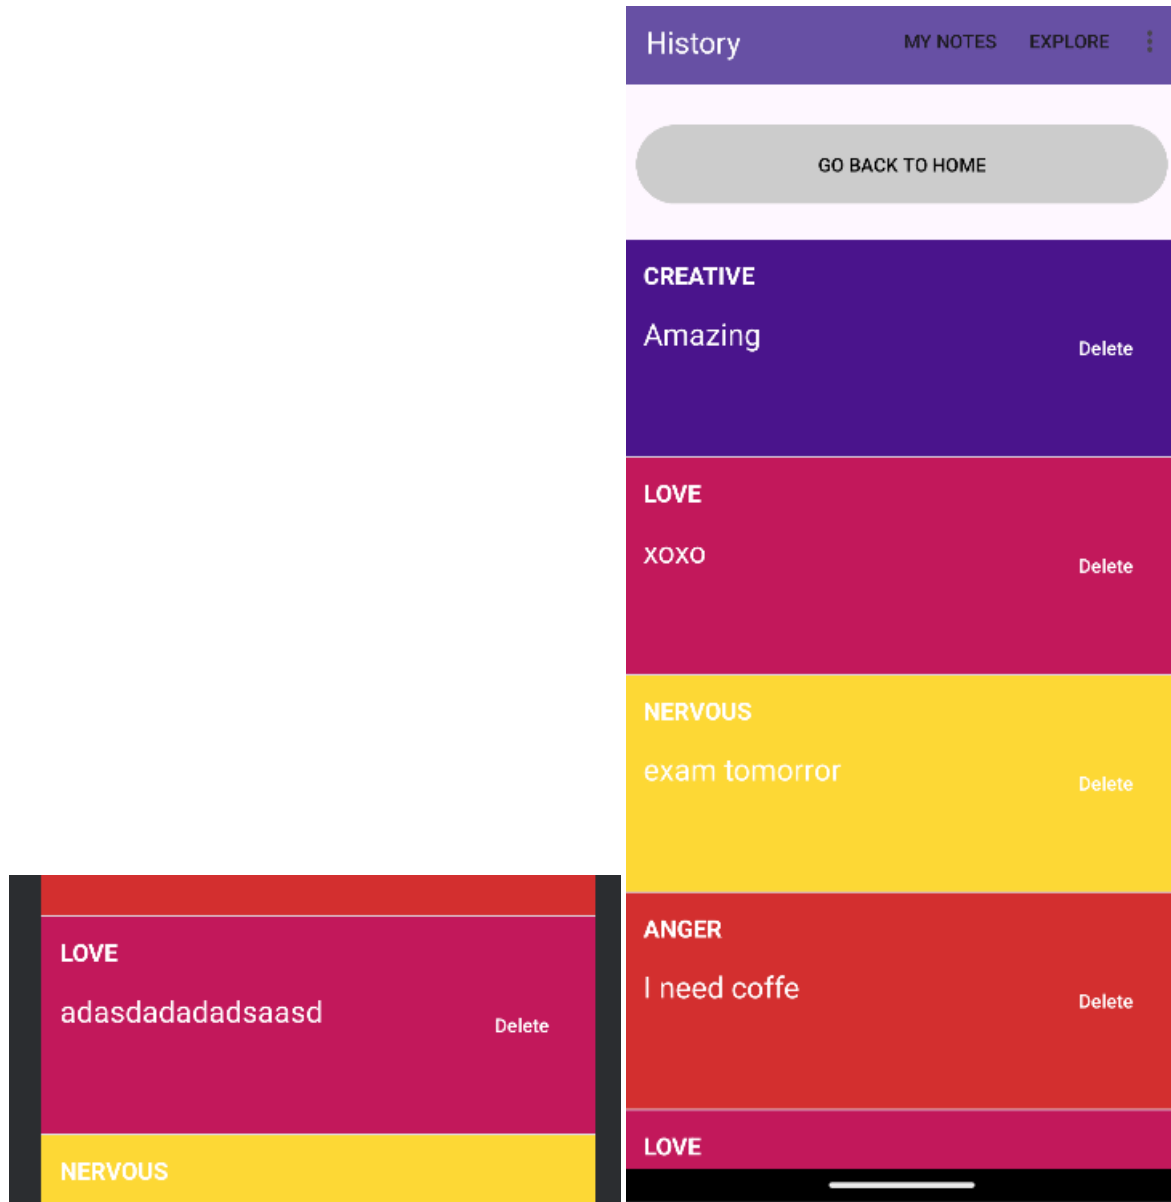 LOVE
adasdadadadsaasd
Delete
NERVOUS
History MY NOTES EXPLORE
GO BACK TO HOME
CREATIVE
Amazing
Delete
LOVE
xoxo
Delete
NERVOUS
exam tomorror
Delete
ANGER
I need coffe
Delete
LOVE